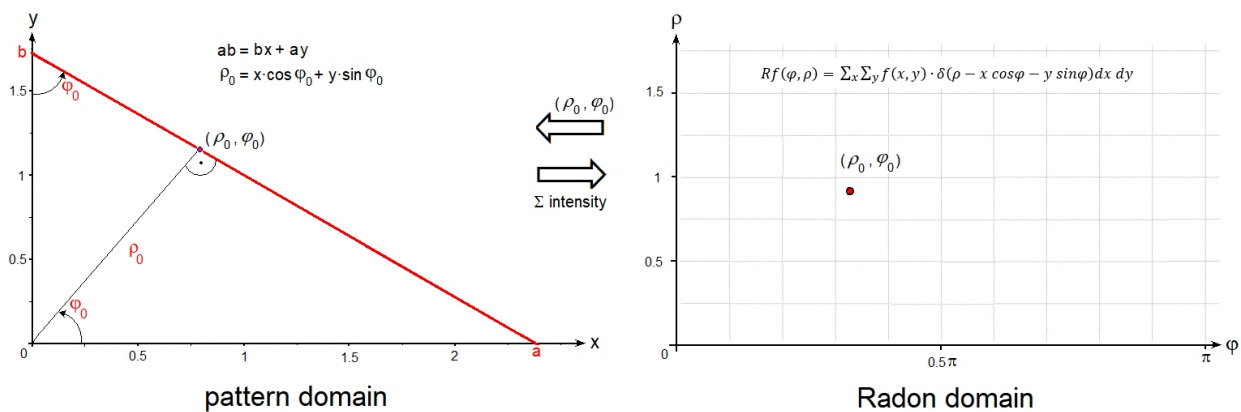 y
b
φ₀
1.5
1
0.5
0
ab = bx + ay
ρ₀ = x·cos φ₀ + y·sin φ₀
(ρ₀, φ₀)
ρ₀
φ₀
0.5
1
1.5
2
a
x
pattern domain
(ρ₀, φ₀)
Σ intensity
ρ
1.5
1
0.5
0
Rf(φ, ρ) = ∑ₓ∑ᵧ f(x, y) · δ(ρ − x cosφ − y sinφ)dx dy
(ρ₀, φ₀)
0.5π
π
φ
Radon domain